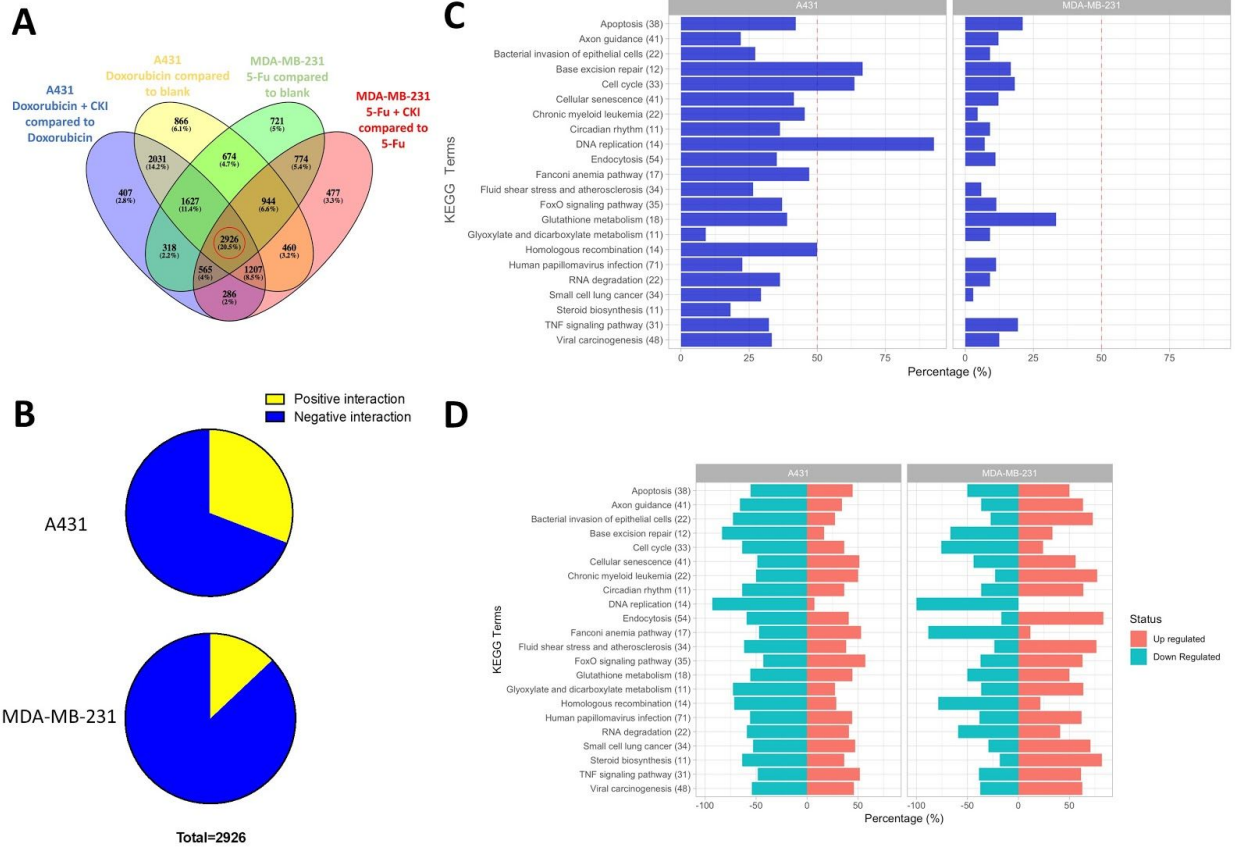 A
A431
Doxorubicin compared
to blank
MDA-MB-231
5-Fu compared
to blank
A431
Doxorubicin + CKI
compared to
Doxorubicin
MDA-MB-231
5-Fu + CKI
compared to
5-Fu
866
(6.1%)
721
(5%)
2031
(14.2%)
674
(4.7%)
774
(5.4%)
407
(2.8%)
1627
(11.4%)
944
(6.6%)
477
(3.3%)
2926
(20.5%)
318
(2.2%)
460
(3.2%)
565
(4%)
1207
(8.5%)
286
(2%)
B
Positive interaction
Negative interaction
A431
MDA-MB-231
Total=2926
C
A431
MDA-MB-231
KEGG Terms
Apoptosis (38)
Axon guidance (41)
Bacterial invasion of epithelial cells (22)
Base excision repair (12)
Cell cycle (33)
Cellular senescence (41)
Chronic myeloid leukemia (22)
Circadian rhythm (11)
DNA replication (14)
Endocytosis (54)
Fanconi anemia pathway (17)
Fluid shear stress and atherosclerosis (34)
FoxO signaling pathway (35)
Glutathione metabolism (18)
Glyoxylate and dicarboxylate metabolism (11)
Homologous recombination (14)
Human papillomavirus infection (71)
RNA degradation (22)
Small cell lung cancer (34)
Steroid biosynthesis (11)
TNF signaling pathway (31)
Viral carcinogenesis (48)
0 25 50 75 0 25 50 75
Percentage (%)
D
A431
MDA-MB-231
KEGG Terms
Apoptosis (38)
Axon guidance (41)
Bacterial invasion of epithelial cells (22)
Base excision repair (12)
Cell cycle (33)
Cellular senescence (41)
Chronic myeloid leukemia (22)
Circadian rhythm (11)
DNA replication (14)
Endocytosis (54)
Fanconi anemia pathway (17)
Fluid shear stress and atherosclerosis (34)
FoxO signaling pathway (35)
Glutathione metabolism (18)
Glyoxylate and dicarboxylate metabolism (11)
Homologous recombination (14)
Human papillomavirus infection (71)
RNA degradation (22)
Small cell lung cancer (34)
Steroid biosynthesis (11)
TNF signaling pathway (31)
Viral carcinogenesis (48)
-100 -50 0 50 -100 -50 0 50
Percentage (%)
Status
Up regulated
Down Regulated